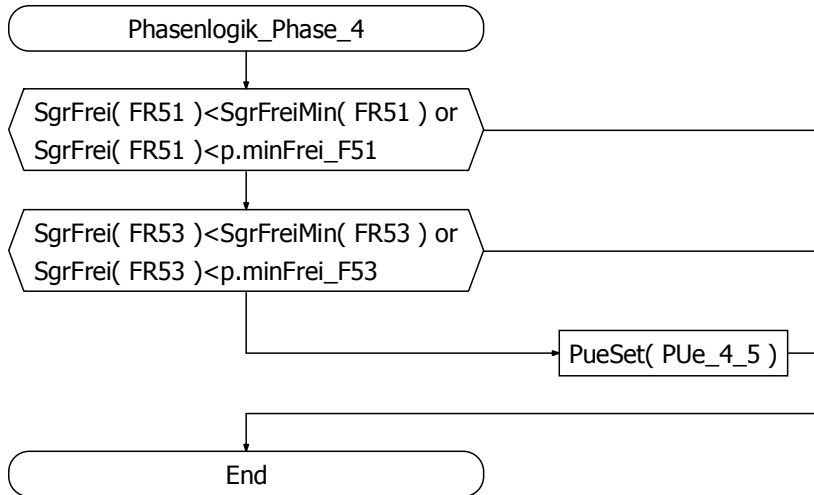 Phasenlogik_Phase_4
SgrFrei( FR51 )<SgrFreiMin( FR51 ) or
SgrFrei( FR51 )<p.minFrei_F51
SgrFrei( FR53 )<SgrFreiMin( FR53 ) or
SgrFrei( FR53 )<p.minFrei_F53
PueSet( PUe_4_5 )
End